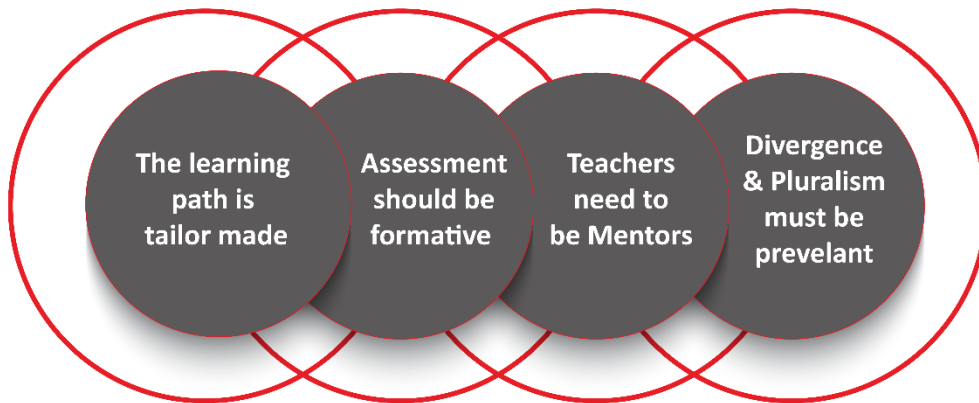 The learning
path is
tailor made
Assessment
should be
formative
Teachers
need to
be Mentors
Divergence
& Pluralism
must be
prevelant